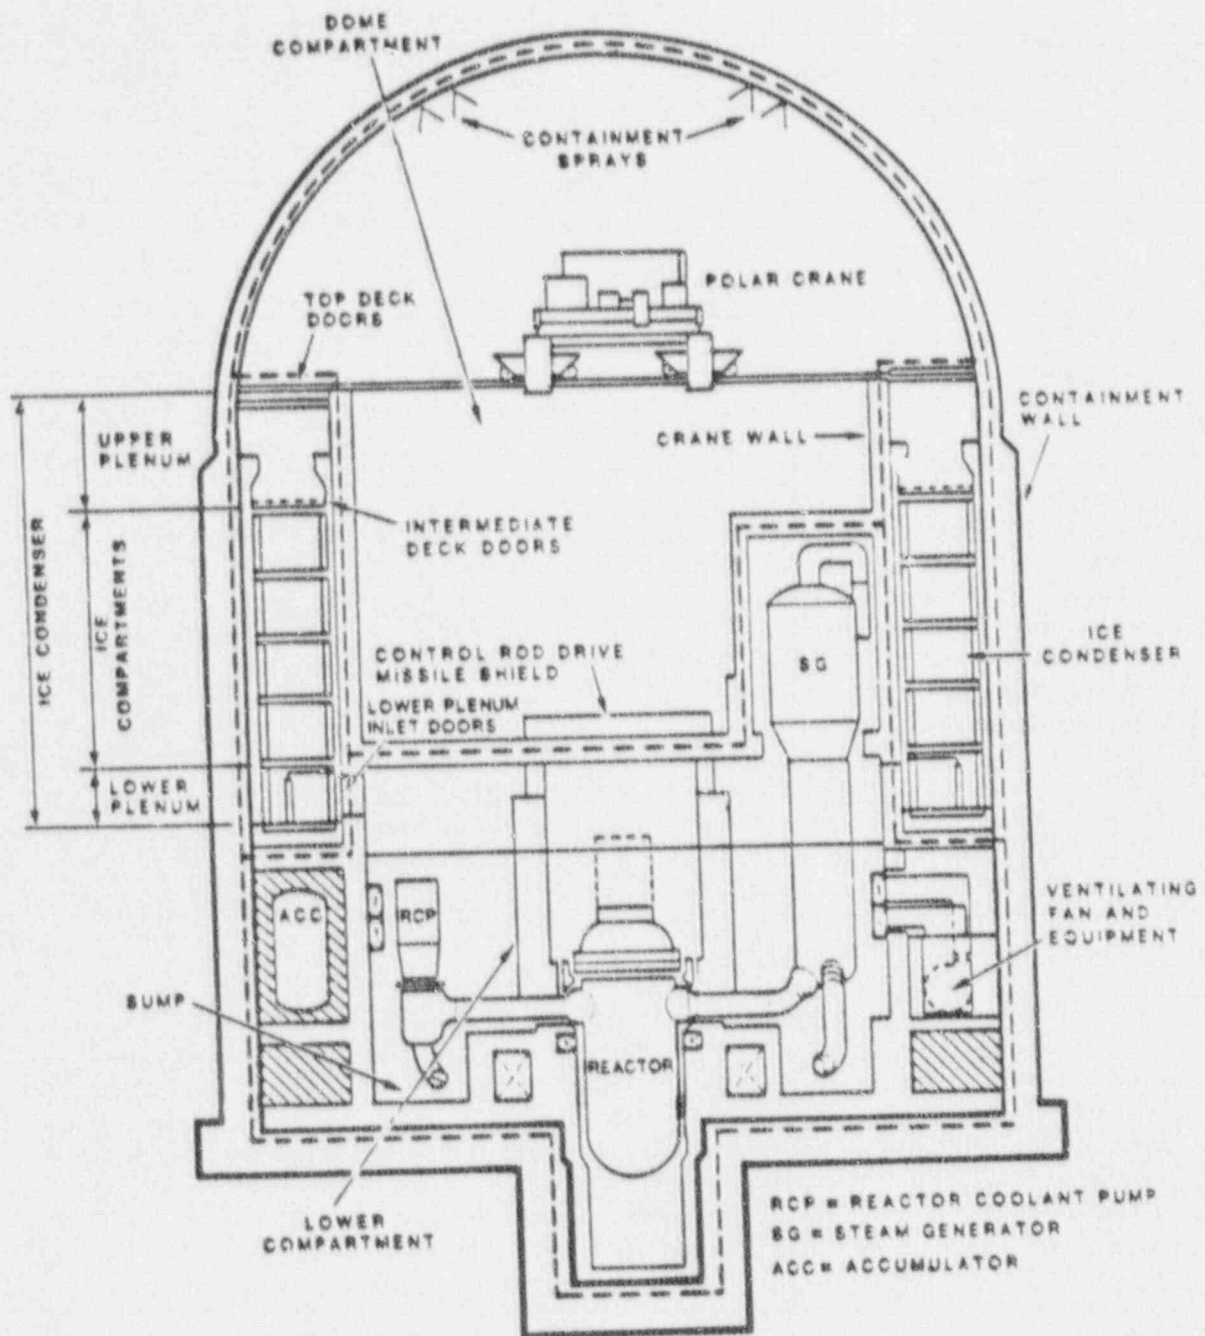 DOME
COMPARTMENT
CONTAINMENT
SPRAYS
POLAR CRANE
TOP DECK
DOORS
CONTAINMENT
WALL
CRANE WALL
UPPER
PLENUM
INTERMEDIATE
DECK DOORS
ICE CONDENSER
ICE
COMPARTMENTS
ICE
CONDENSER
SG
CONTROL ROD DRIVE
MISSILE SHIELD
LOWER PLENUM
INLET DOORS
LOWER
PLENUM
VENTILATING
FAN AND
EQUIPMENT
ACC
RCP
SUMP
REACTOR
LOWER
COMPARTMENT
RCP = REACTOR COOLANT PUMP
SG = STEAM GENERATOR
ACC = ACCUMULATOR